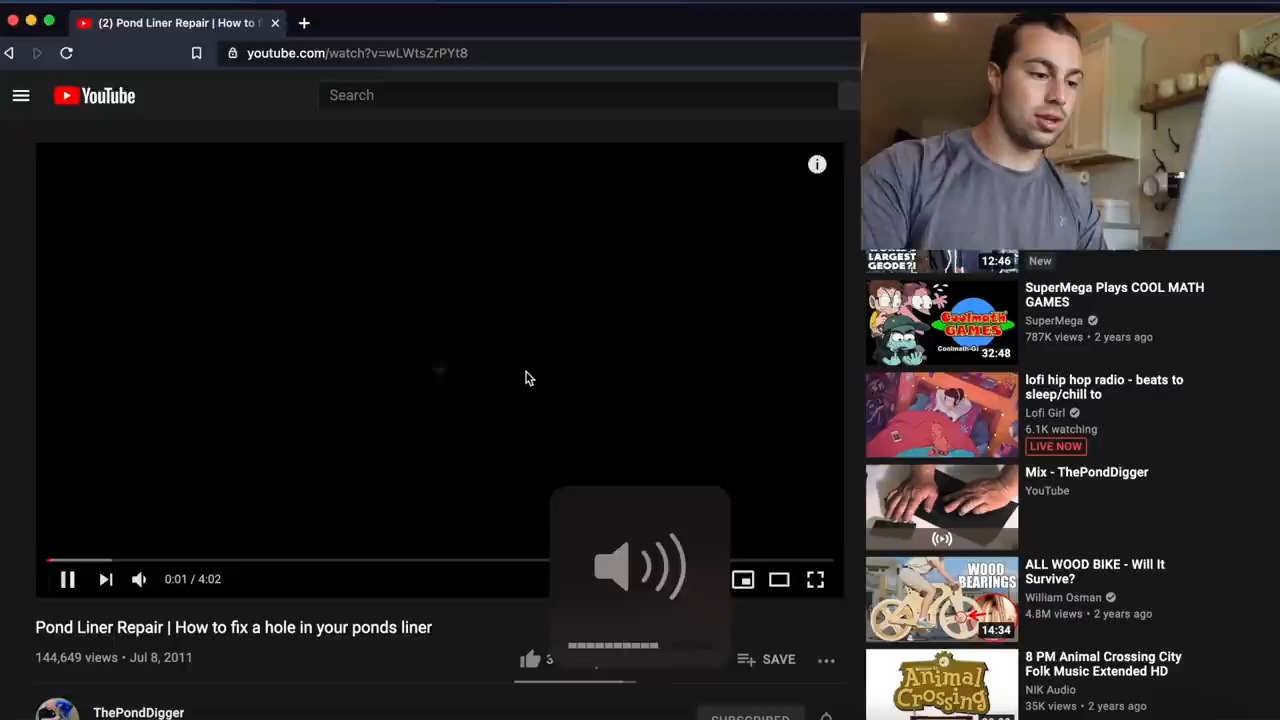 (2) Pond Liner Repair | How to f
youtube.com/watch?v=wLWtsZrPYt8
YouTube
Search
0:01 / 4:02
Pond Liner Repair | How to fix a hole in your ponds liner
144,649 views • Jul 8, 2011
3
SAVE
ThePondDigger
SUBSCRIBED
LARGEST
GEODE?!
12:46
New
Coolmath
GAMES
Coolmath-G
32:48
SuperMega Plays COOL MATH
GAMES
SuperMega
787K views • 2 years ago
lofi hip hop radio - beats to
sleep/chill to
Lofi Girl
6.1K watching
LIVE NOW
Mix - ThePondDigger
YouTube
WOOD
BEARINGS
14:34
ALL WOOD BIKE - Will It
Survive?
William Osman
4.8M views • 2 years ago
ANIMAL
CROSSING
8 PM Animal Crossing City
Folk Music Extended HD
NIK Audio
35K views • 2 years ago